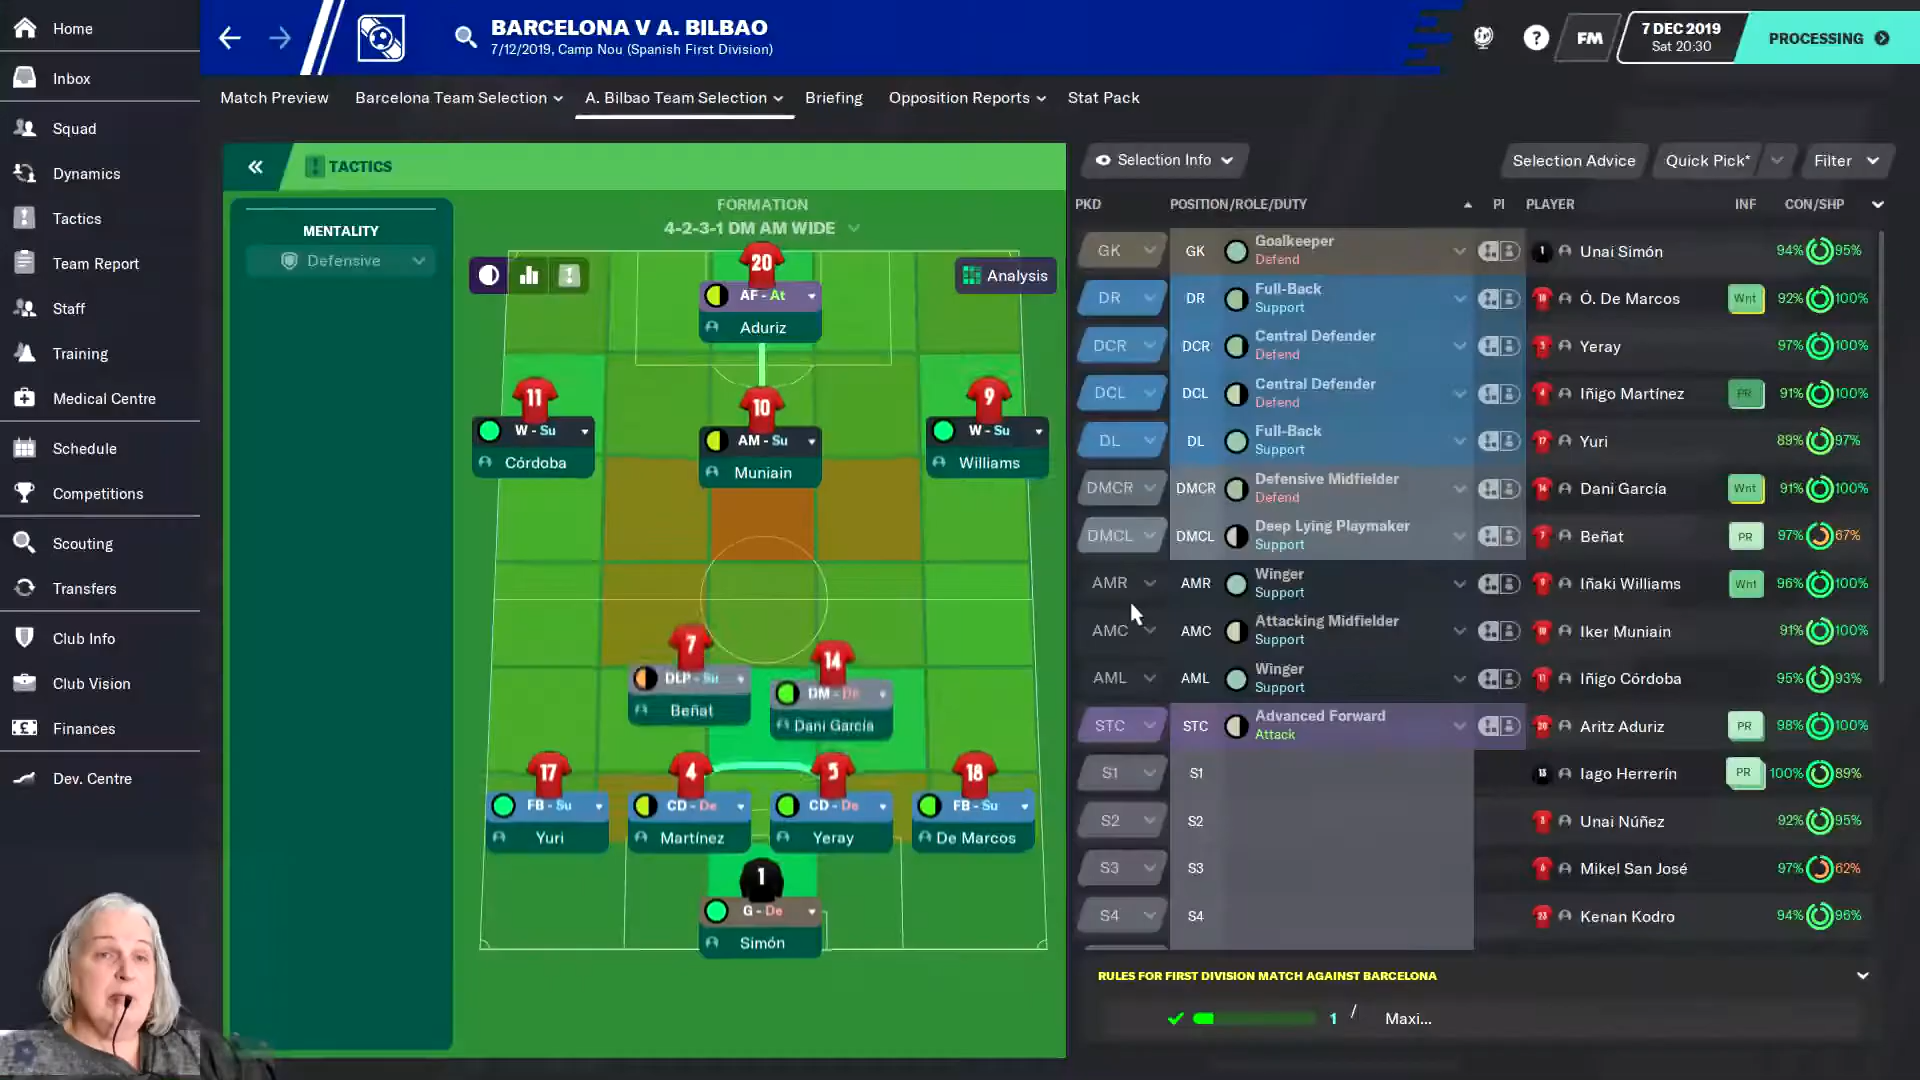 Home
Inbox
Squad
Dynamics
Tactics
Team Report
Staff
Training
Medical Centre
Schedule
Competitions
Scouting
Transfers
Club Info
Club Vision
Finances
Dev. Centre
BARCELONA V A. BILBAO
7/12/2019, Camp Nou (Spanish First Division)
FM
7 DEC 2019
Sat 20:30
PROCESSING
Match Preview
Barcelona Team Selection
A. Bilbao Team Selection
Briefing
Opposition Reports
Stat Pack
TACTICS
MENTALITY
Defensive
FORMATION
4-2-3-1 DM AM WIDE
Analysis
20
AF - At
Aduriz
11
W - Su
Córdoba
10
AM - Su
Muniain
9
W - Su
Williams
7
DLP - Su
Beñat
14
DM - De
Dani García
17
FB - Su
Yuri
4
CD - De
Martínez
5
CD - De
Yeray
18
FB - Su
De Marcos
1
G - De
Simón
Selection Info
Selection Advice
Quick Pick*
Filter
PKD POSITION/ROLE/DUTY PI PLAYER INF CON/SHP
GK GK Goalkeeper Defend 1 Unai Simón 94% 95%
DR DR Full-Back Support 18 Ó. De Marcos Wnt 92% 100%
DCR DCR Central Defender Defend 5 Yeray 97% 100%
DCL DCL Central Defender Defend 4 Iñigo Martínez PR 91% 100%
DL DL Full-Back Support 17 Yuri 89% 97%
DMCR DMCR Defensive Midfielder Defend 14 Dani García Wnt 91% 100%
DMCL DMCL Deep Lying Playmaker Support 7 Beñat PR 97% 67%
AMR AMR Winger Support 9 Iñaki Williams Wnt 96% 100%
AMC AMC Attacking Midfielder Support 10 Iker Muniain 91% 100%
AML AML Winger Support 11 Iñigo Córdoba 95% 93%
STC STC Advanced Forward Attack 20 Aritz Aduriz PR 98% 100%
S1 S1 13 Iago Herrerín PR 100% 89%
S2 S2 Unai Núñez 92% 95%
S3 S3 Mikel San José 97% 62%
S4 S4 23 Kenan Kodro 94% 96%
RULES FOR FIRST DIVISION MATCH AGAINST BARCELONA
1 / Maxi...